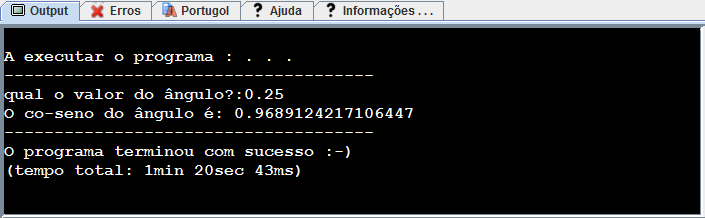 Output Erros Portugol Ajuda Informações . . .
A executar o programa : . . .
-------------------------------------
qual o valor do ângulo?:0.25
O co-seno do ângulo é: 0.9689124217106447
-------------------------------------
O programa terminou com sucesso :-)
(tempo total: 1min 20sec 43ms)